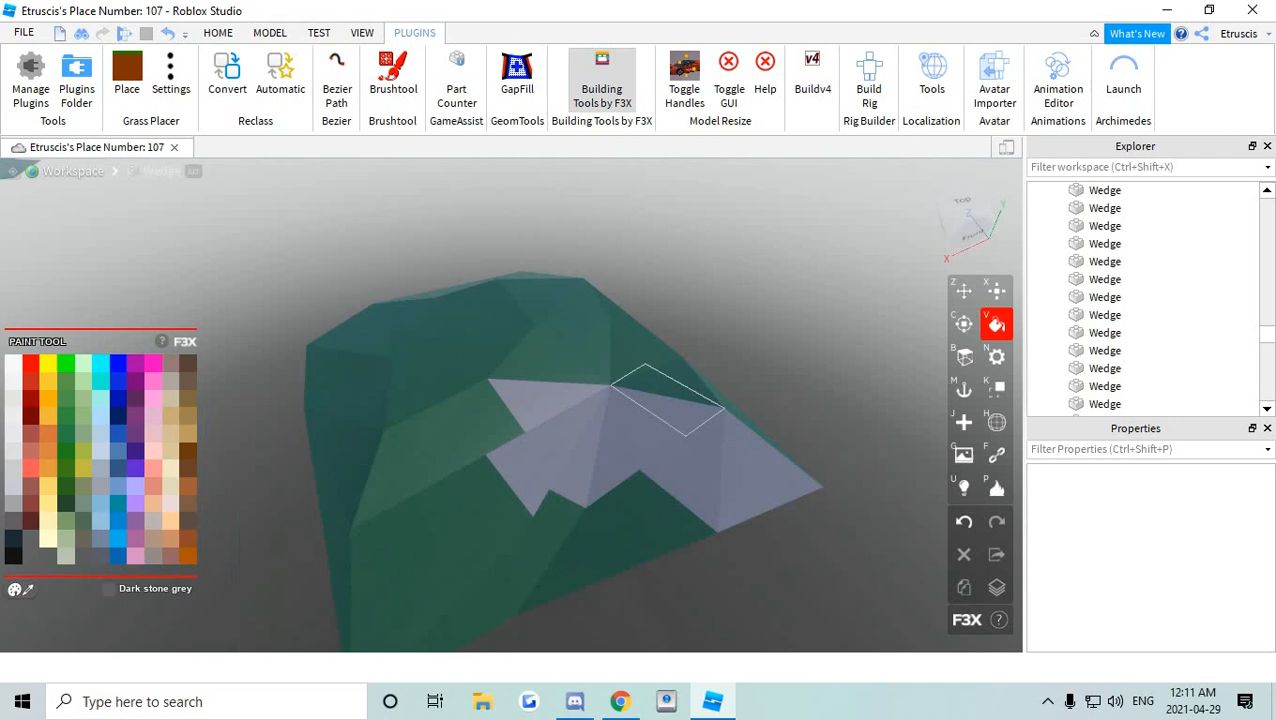 Etruscis's Place Number: 107 - Roblox Studio
FILE HOME MODEL TEST VIEW PLUGINS What's New Etruscis
Manage Plugins
Plugins Folder
Tools
Place
Settings
Grass Placer
Convert
Automatic
Reclass
Bezier Path
Bezier
Brushtool
Brushtool
Part Counter
GameAssist
GapFill
GeomTools
Building Tools by F3X
Building Tools by F3X
Toggle Handles
Toggle GUI
Help
Model Resize
v4
Buildv4
Build Rig
Rig Builder
Tools
Localization
Avatar Importer
Avatar
Animation Editor
Animations
Launch
Archimedes
Etruscis's Place Number: 107
Workspace Wedge
TOP
Front
X Y Z
Explorer
Filter workspace (Ctrl+Shift+X)
Wedge
Wedge
Wedge
Wedge
Wedge
Wedge
Wedge
Wedge
Wedge
Wedge
Wedge
Wedge
Wedge
Properties
Filter Properties (Ctrl+Shift+P)
PAINT TOOL ? F3X
Dark stone grey
Z X
C V
B N
M K
J H
G F
U P
F3X ?
Type here to search
ENG
12:11 AM
2021-04-29